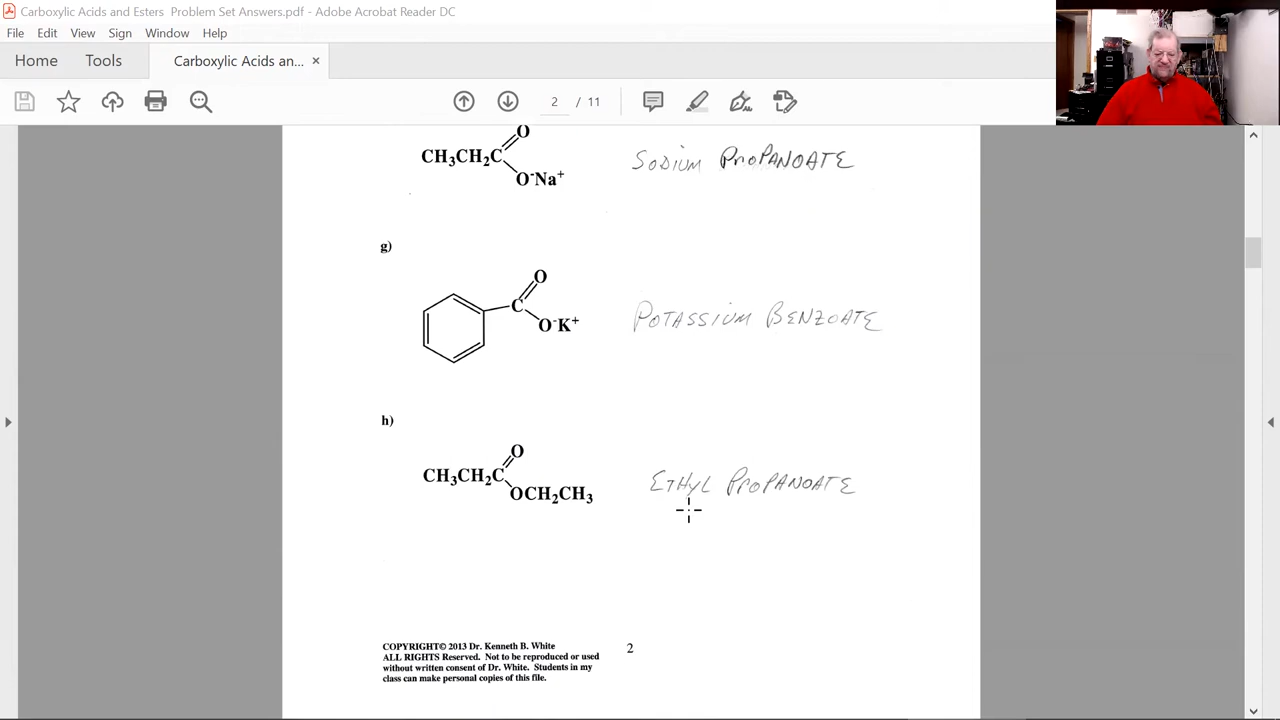 Carboxylic Acids and Esters Problem Set Answers.pdf - Adobe Acrobat Reader DC
File Edit View Sign Window Help
Home Tools Carboxylic Acids an... ×
2 / 11
O
CH₃CH₂C
O⁻Na⁺
SODIUM PROPANOATE
g)
O
C
O⁻K⁺
POTASSIUM BENZOATE
h)
O
CH₃CH₂C
OCH₂CH₃
ETHYL PROPANOATE
COPYRIGHT© 2013 Dr. Kenneth B. White
ALL RIGHTS Reserved. Not to be reproduced or used
without written consent of Dr. White. Students in my
class can make personal copies of this file.
2